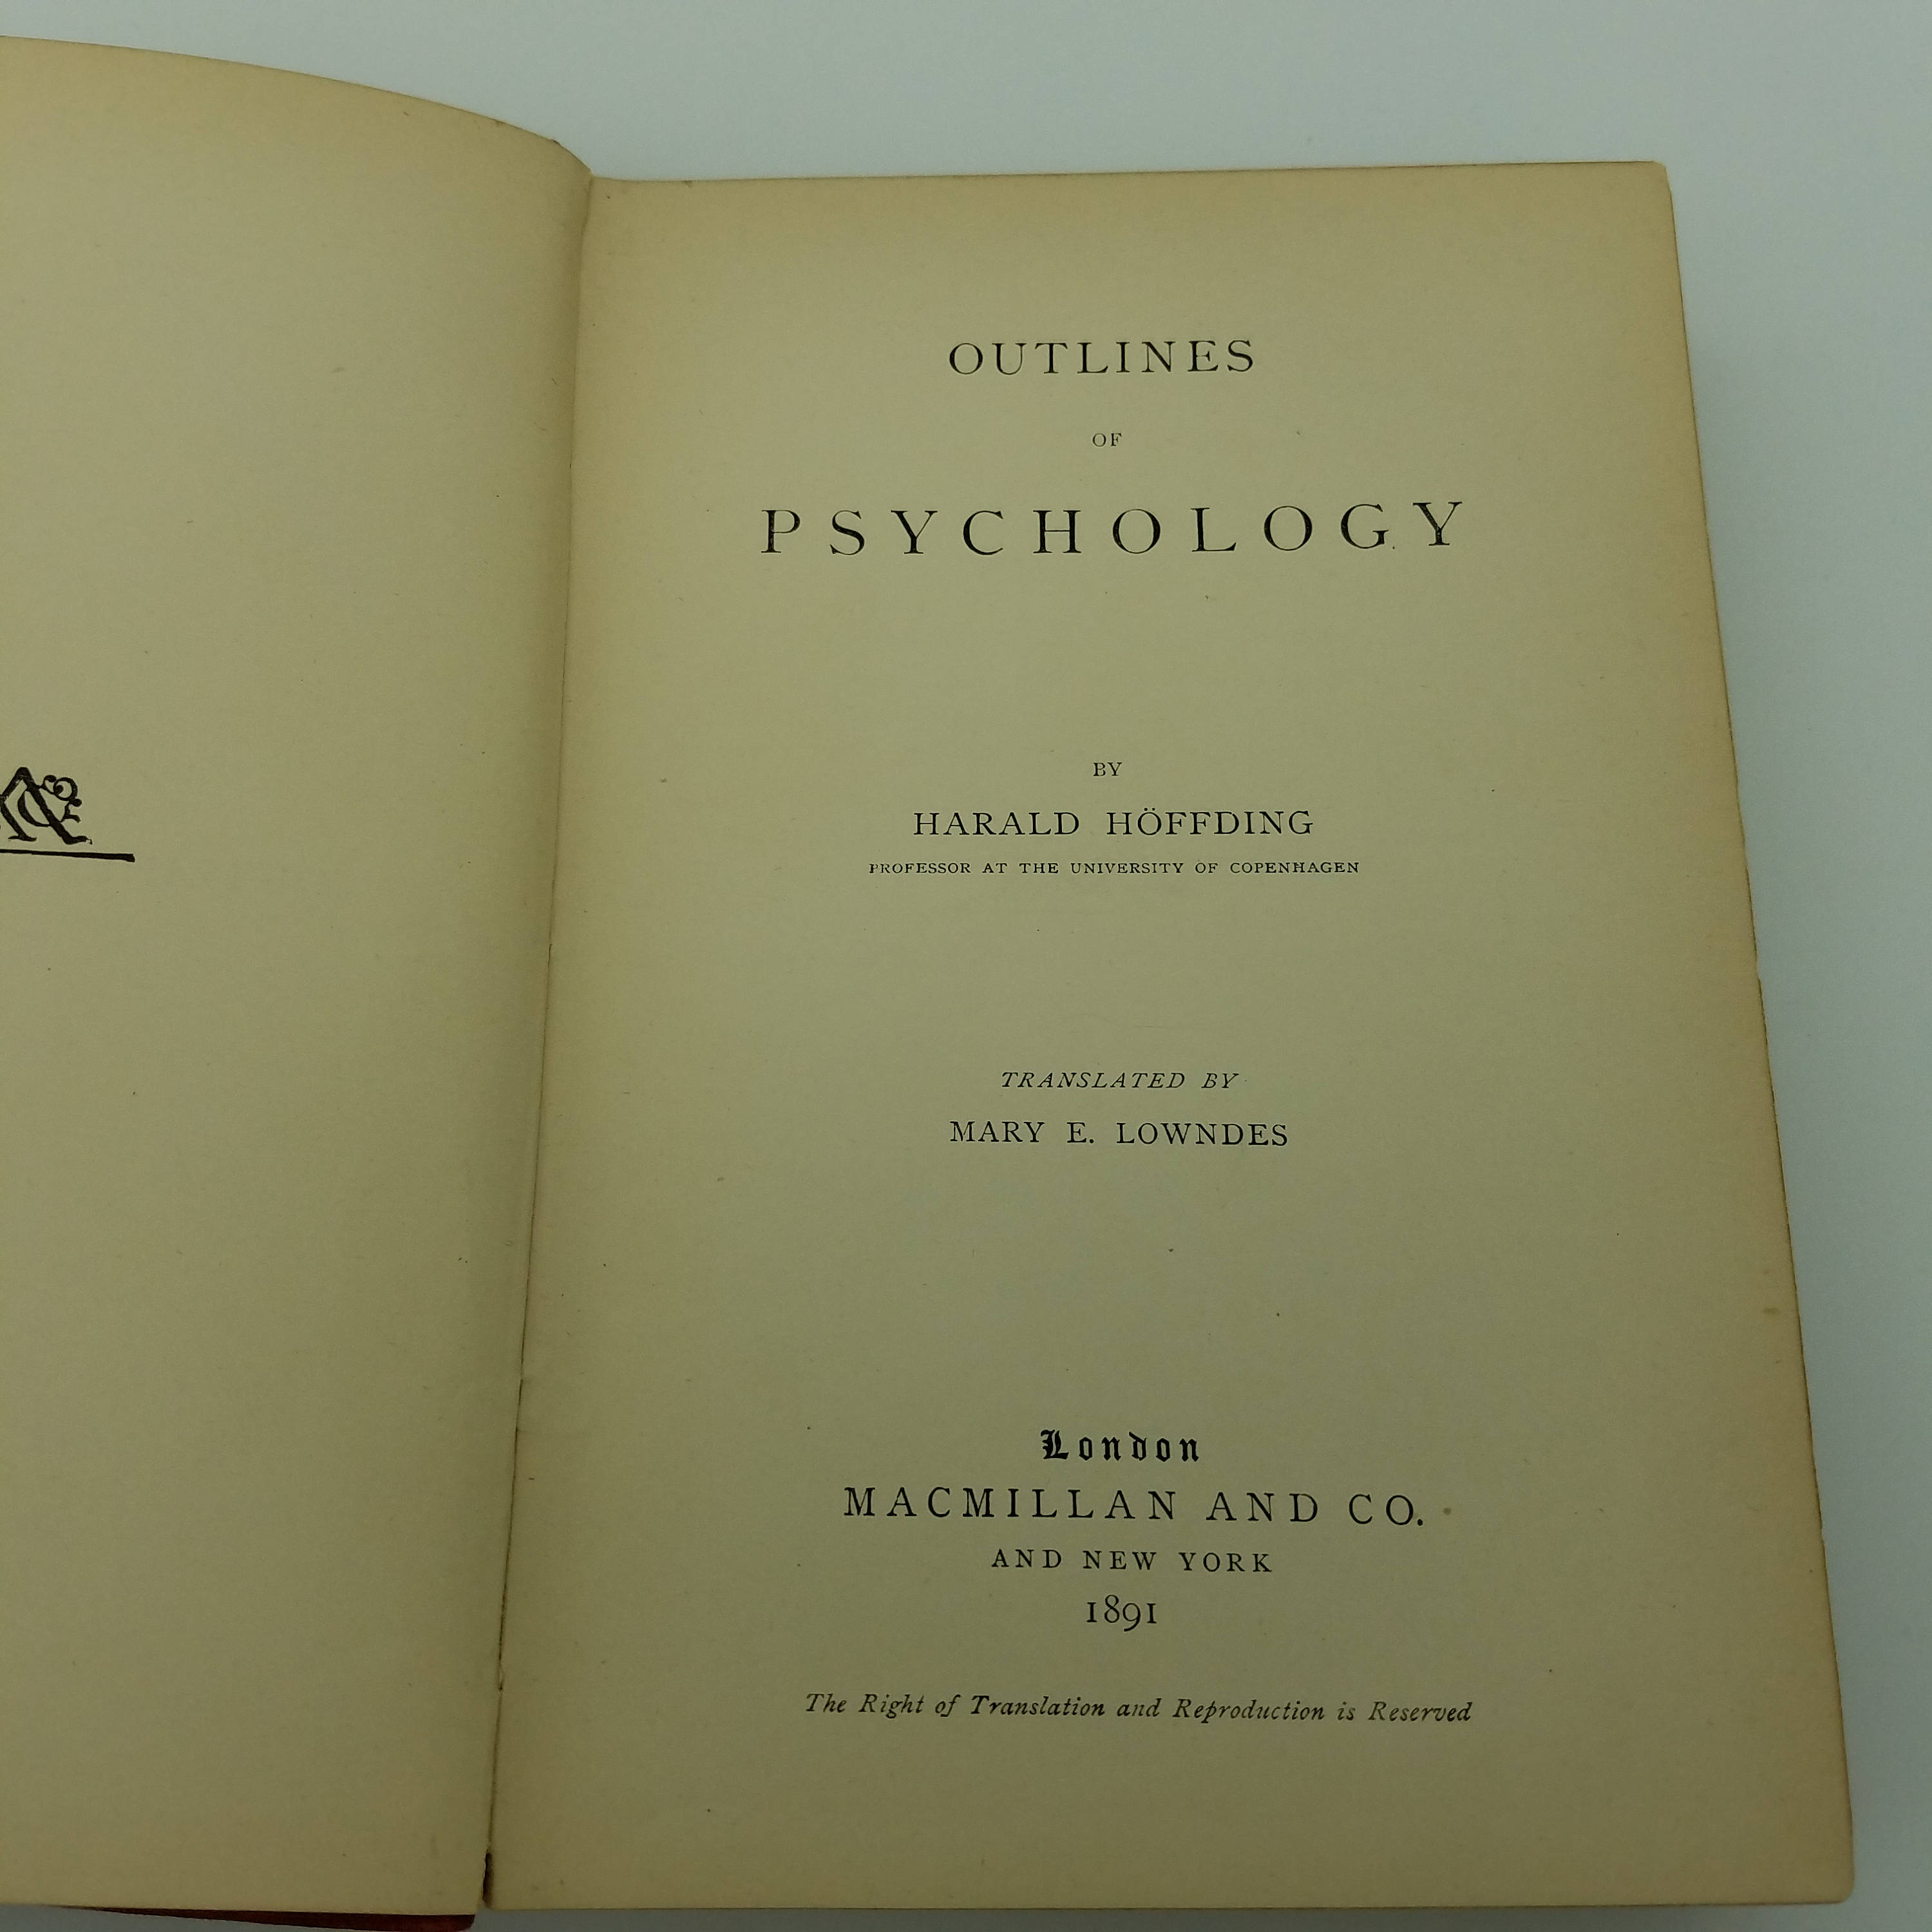 OUTLINES
OF
PSYCHOLOGY
BY
HARALD HÖFFDING
PROFESSOR AT THE UNIVERSITY OF COPENHAGEN
TRANSLATED BY
MARY E. LOWNDES
London
MACMILLAN AND CO.
AND NEW YORK
1891
The Right of Translation and Reproduction is Reserved